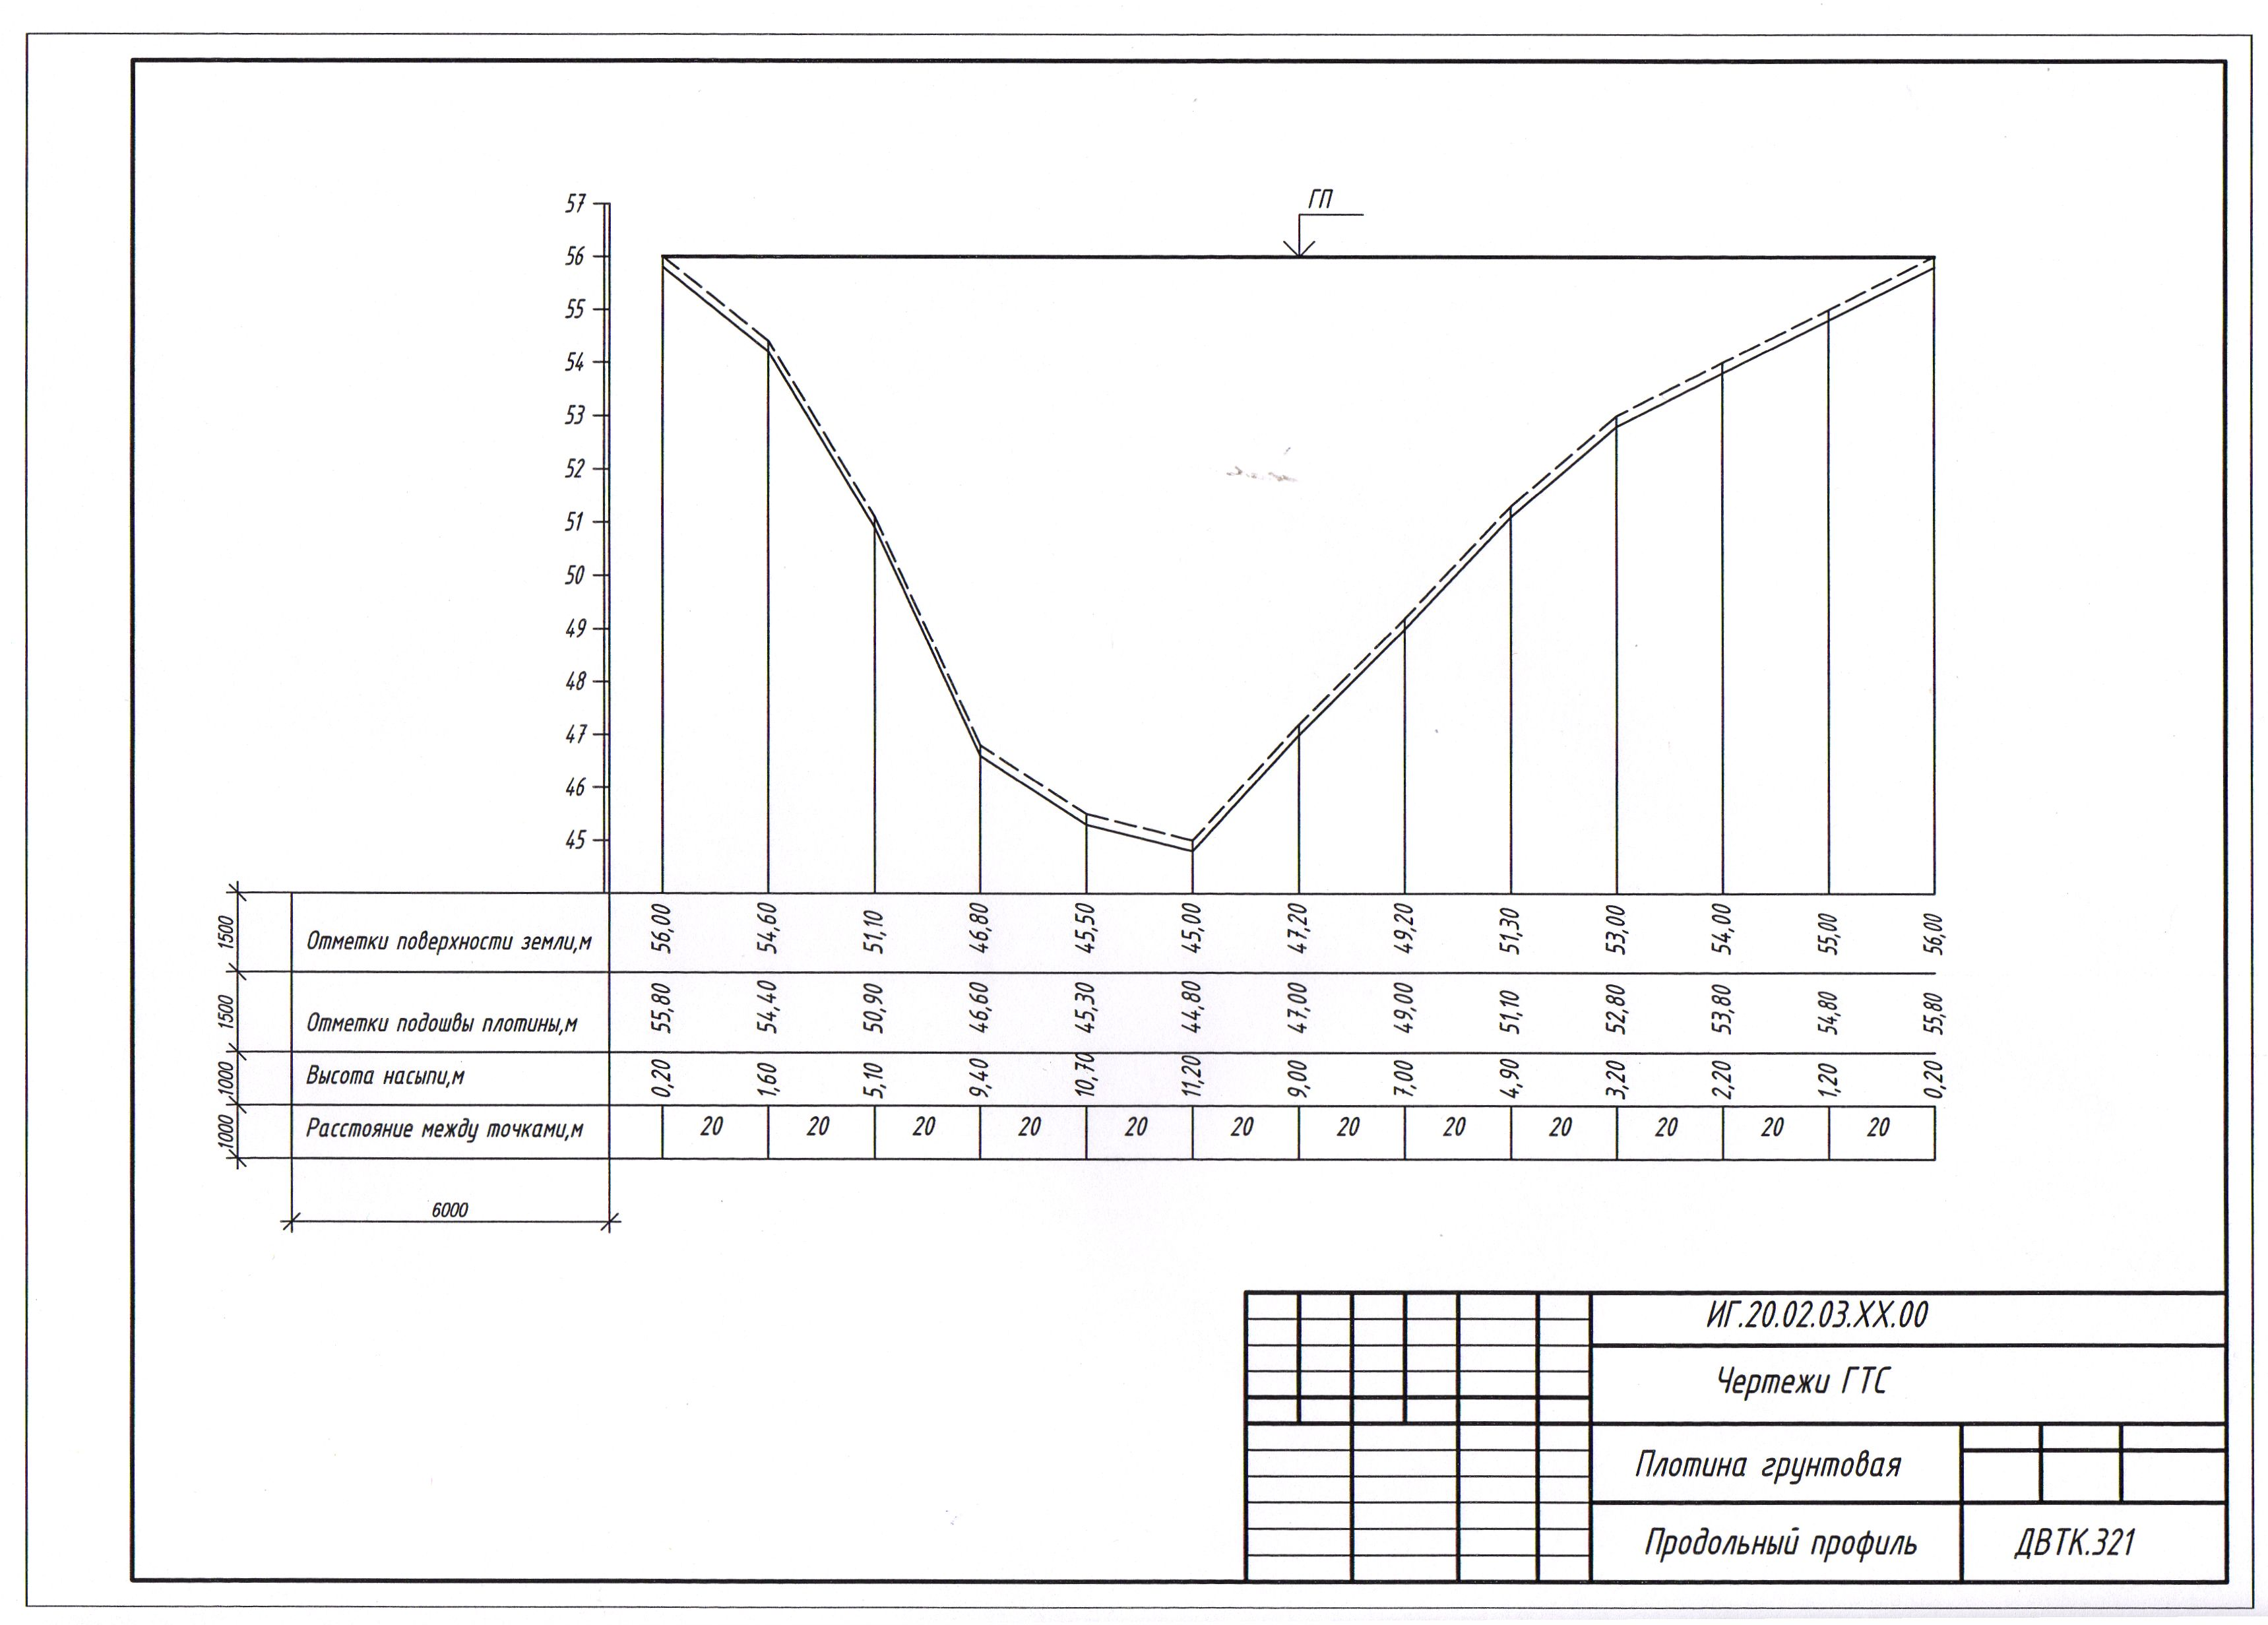 57
ГП
56
55
54
53
52
51
50
49
48
47
46
45
1500
Отметки поверхности земли,м 56,00 54,60 51,10 46,80 45,50 45,00 47,20 49,20 51,30 53,00 54,00 55,00 56,00
1500
Отметки подошвы плотины,м 55,80 54,40 50,90 46,60 45,30 44,80 47,00 49,00 51,10 52,80 53,80 54,80 55,80
1000
Высота насыпи,м 0,20 1,60 5,10 9,40 10,70 11,20 9,00 7,00 4,90 3,20 2,20 1,20 0,20
1000
Расстояние между точками,м 20 20 20 20 20 20 20 20 20 20 20 20
6000
ИГ.20.02.03.ХХ.00
Чертежи ГТС
Плотина грунтовая
Продольный профиль
ДВТК.321